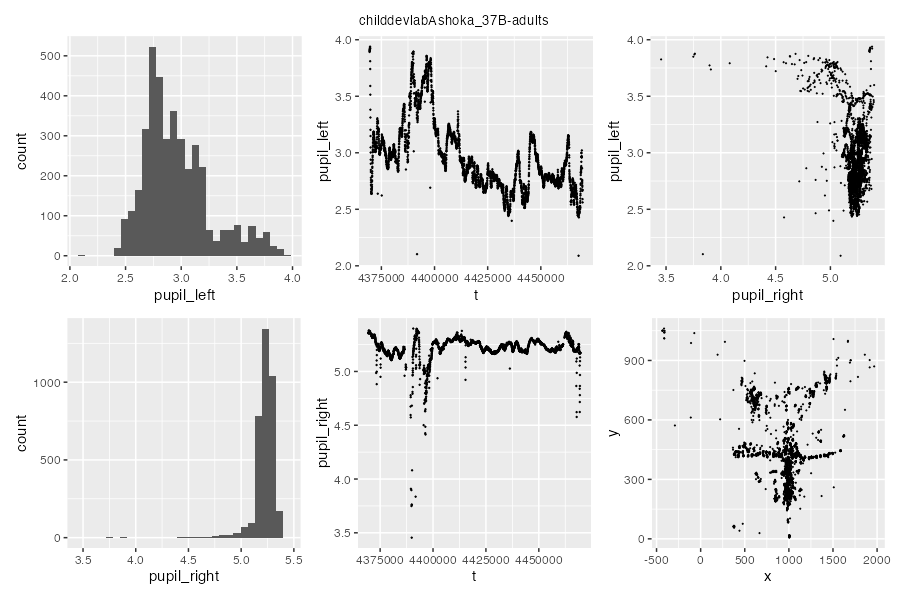 childdevlabAshoka_37B-adults
500
400
300
200
100
0
count
2.0 2.5 3.0 3.5 4.0
pupil_left
4.0
3.5
3.0
2.5
2.0
pupil_left
4375000 4400000 4425000 4450000
t
4.0
3.5
3.0
2.5
2.0
pupil_left
3.5 4.0 4.5 5.0
pupil_right
1000
500
0
count
3.5 4.0 4.5 5.0 5.5
pupil_right
5.0
4.5
4.0
3.5
pupil_right
4375000 4400000 4425000 4450000
t
900
600
300
0
y
-500 0 500 1000 1500 2000
x